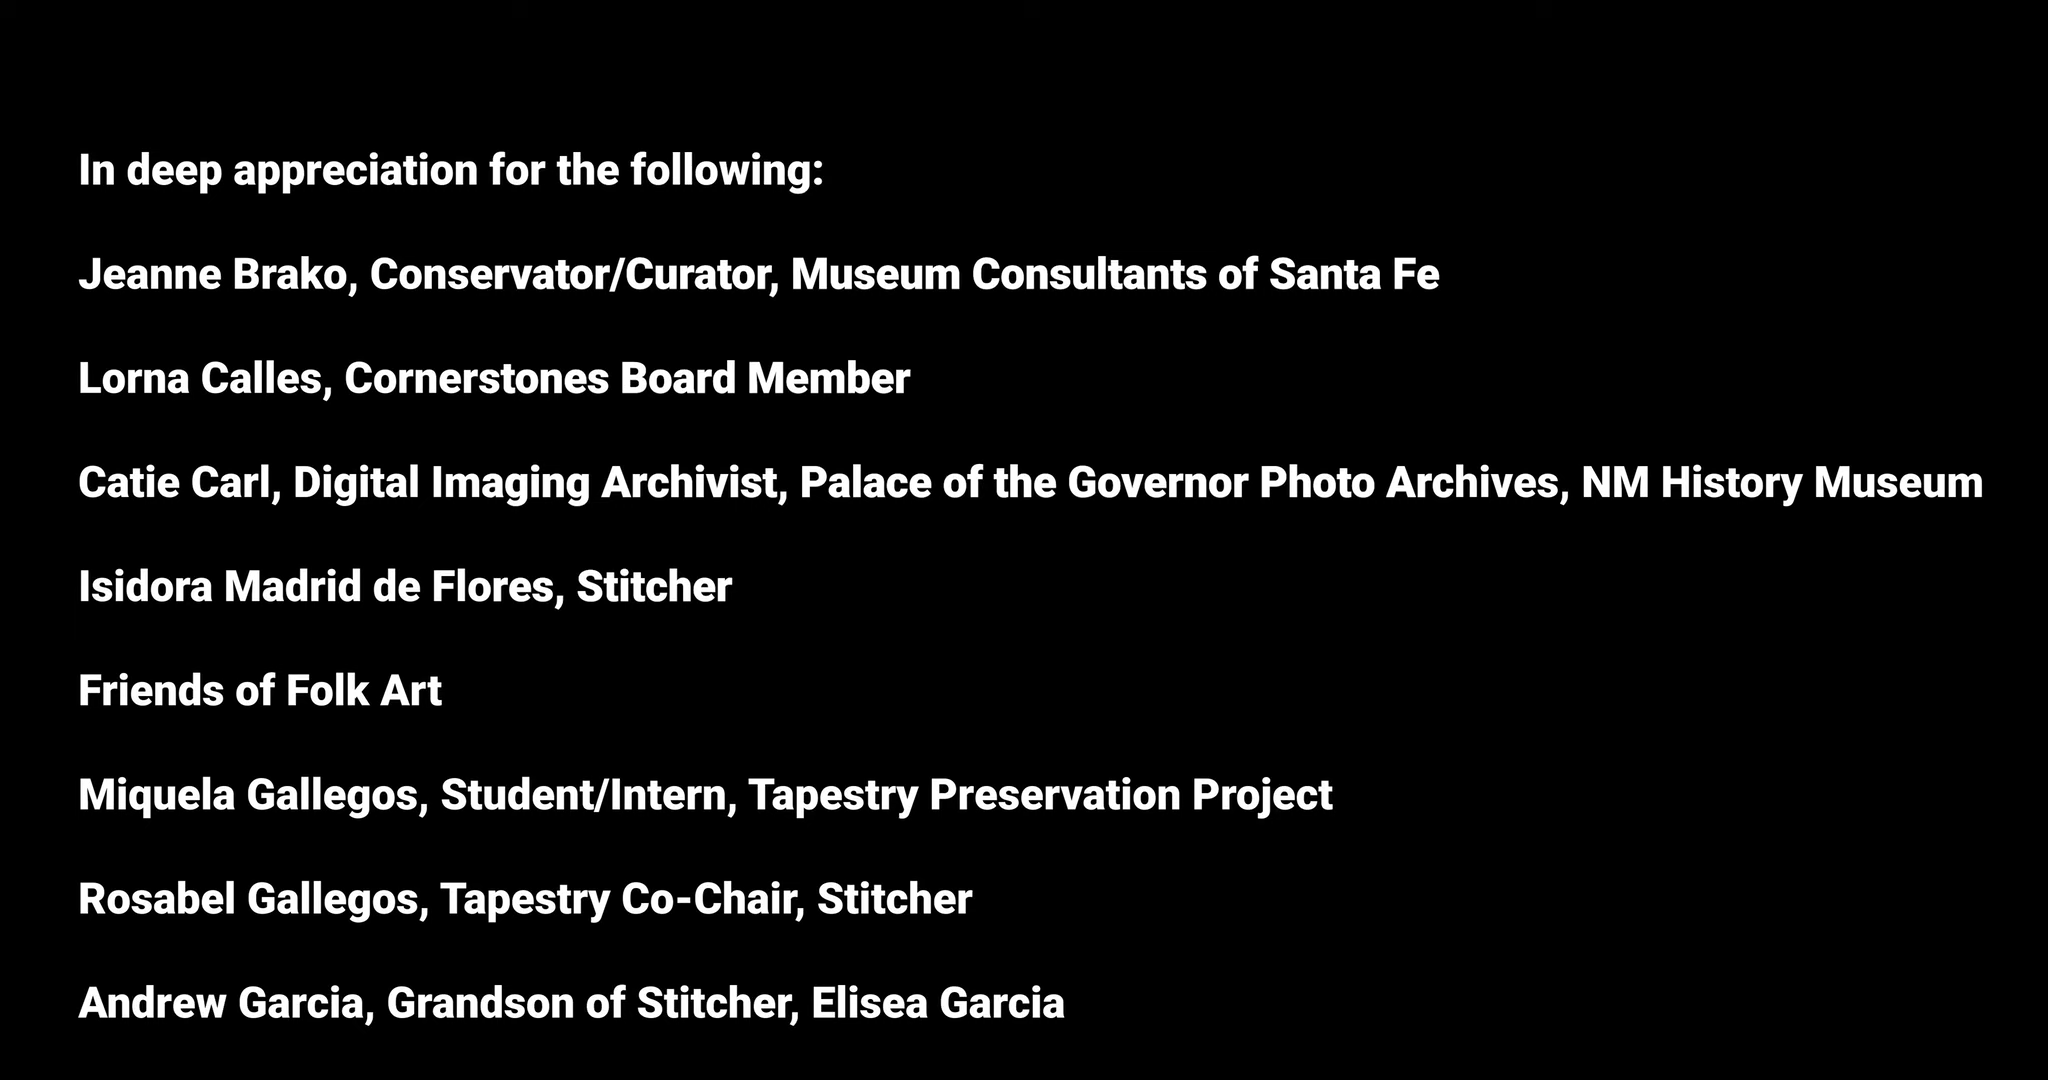 In deep appreciation for the following:
Jeanne Brako, Conservator/Curator, Museum Consultants of Santa Fe
Lorna Calles, Cornerstones Board Member
Catie Carl, Digital Imaging Archivist, Palace of the Governor Photo Archives, NM History Museum
Isidora Madrid de Flores, Stitcher
Friends of Folk Art
Miquela Gallegos, Student/Intern, Tapestry Preservation Project
Rosabel Gallegos, Tapestry Co-Chair, Stitcher
Andrew Garcia, Grandson of Stitcher, Elisea Garcia